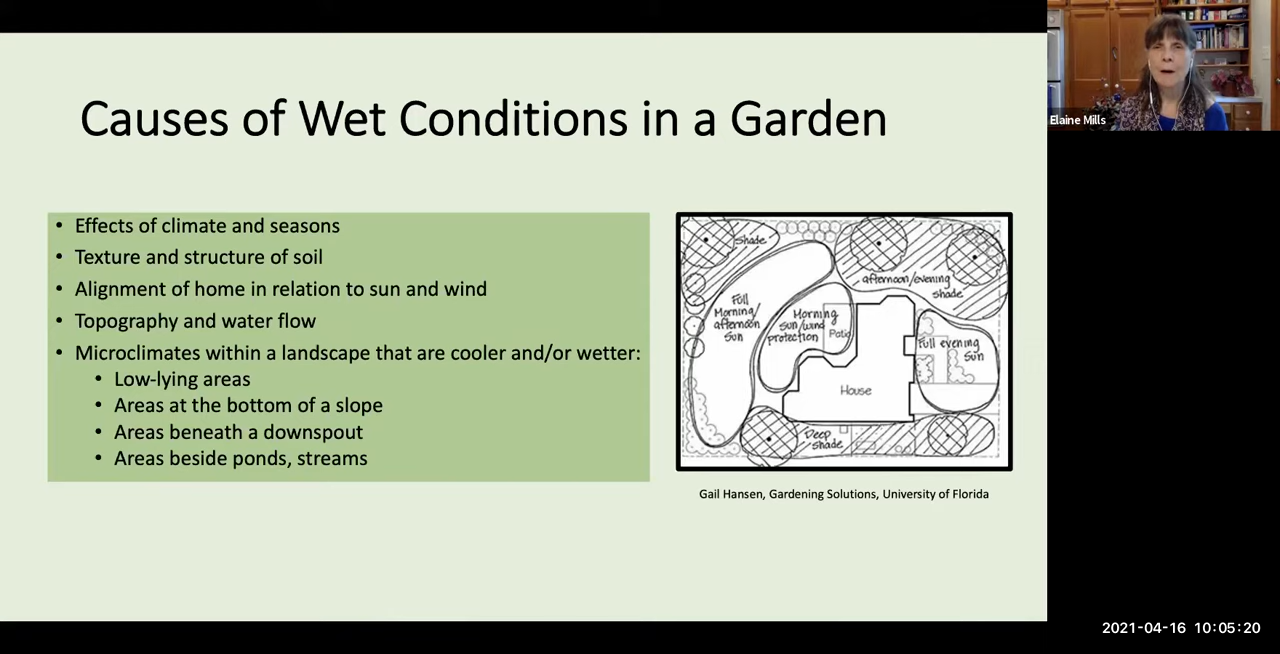 Causes of Wet Conditions in a Garden
• Effects of climate and seasons
• Texture and structure of soil
• Alignment of home in relation to sun and wind
• Topography and water flow
• Microclimates within a landscape that are cooler and/or wetter:
• Low-lying areas
• Areas at the bottom of a slope
• Areas beneath a downspout
• Areas beside ponds, streams
shade
afternoon/evening
shade
Full
Morning/
afternoon
Sun
Morning
sun/wind
protection
Patio
Full evening
Sun
House
Deep
shade
Gail Hansen, Gardening Solutions, University of Florida
Elaine Mills
2021-04-16 10:05:20